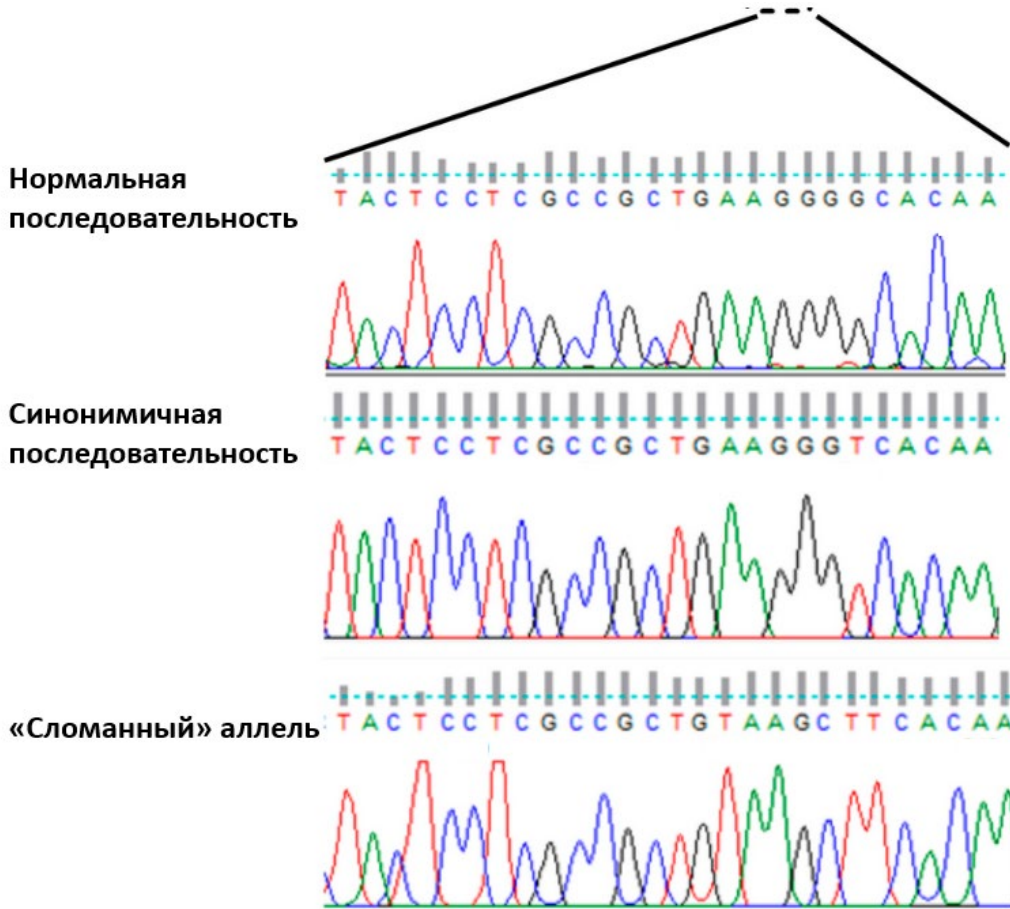 Нормальная
последовательность
TACTCCTCGCCGCTGAAGGGGCACAA
Синонимичная
последовательность
TACTCCTCGCCGCTGAAGGGTCACAA
«Сломанный» аллель
TACTCCTCGCCGCTGTAAGCTTCACAA